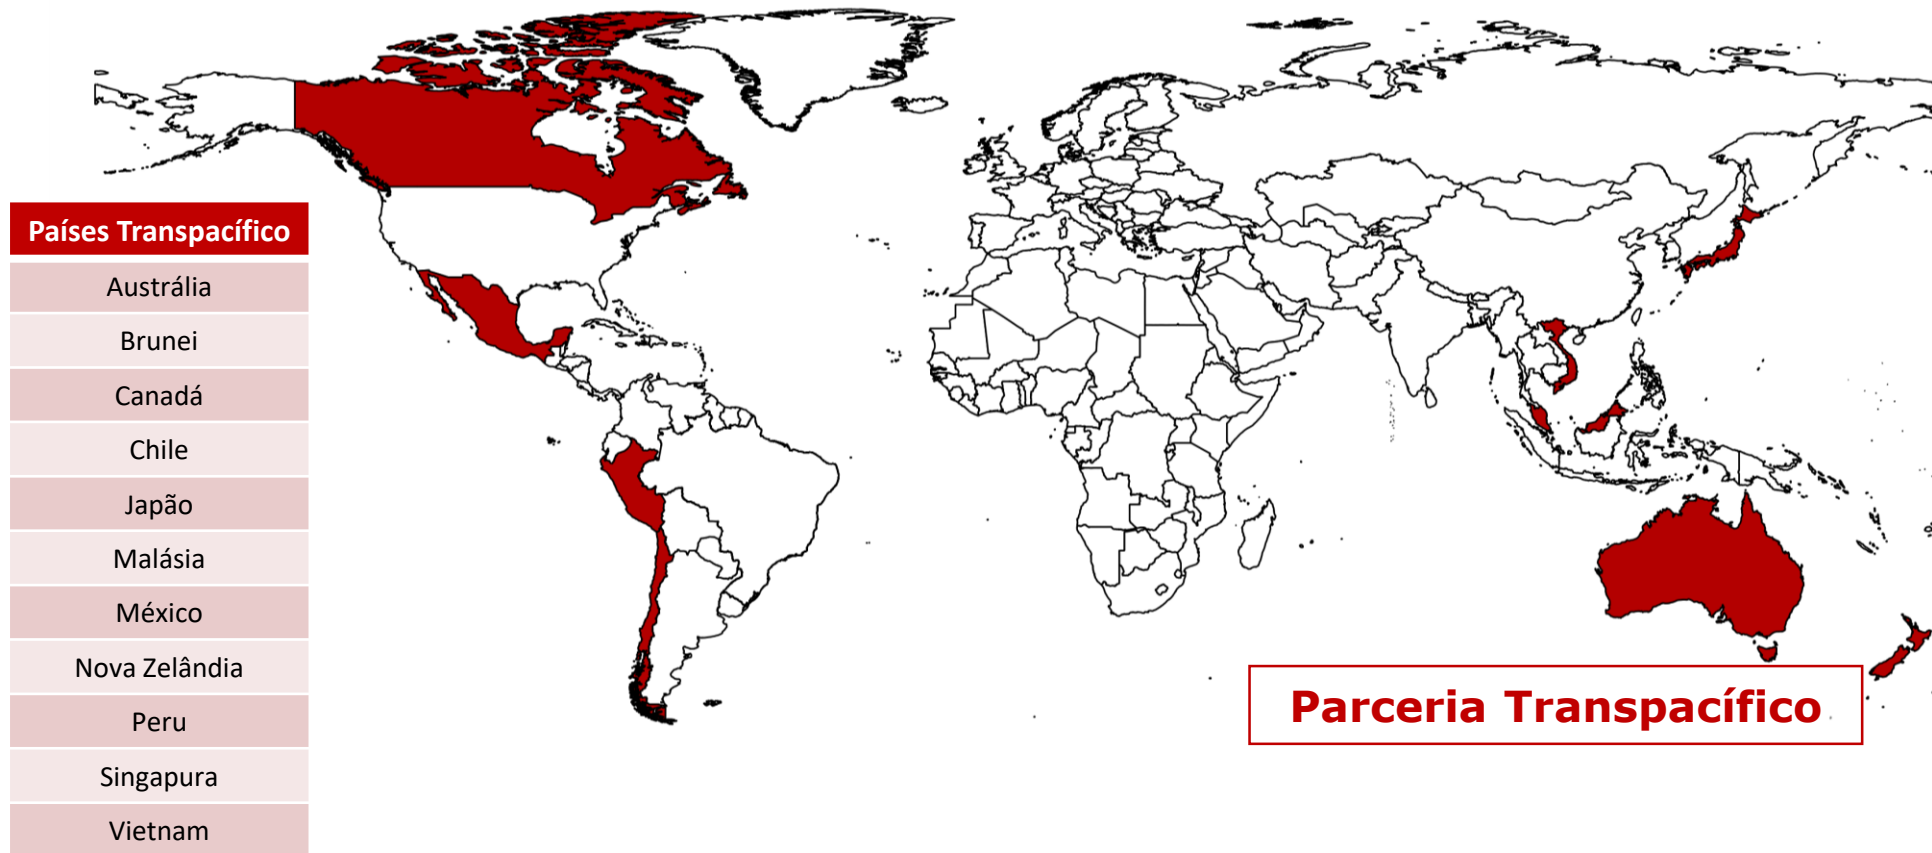 Países Transpacífico
Austrália
Brunei
Canadá
Chile
Japão
Malásia
México
Nova Zelândia
Peru
Singapura
Vietnam
Parceria Transpacífico